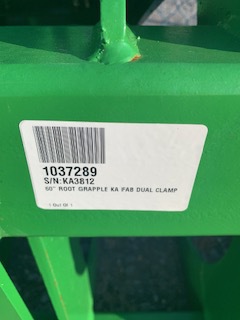 1037289
S/N:KA3812
60" ROOT GRAPPLE KA FAB DUAL CLAMP
1 Out Of 1